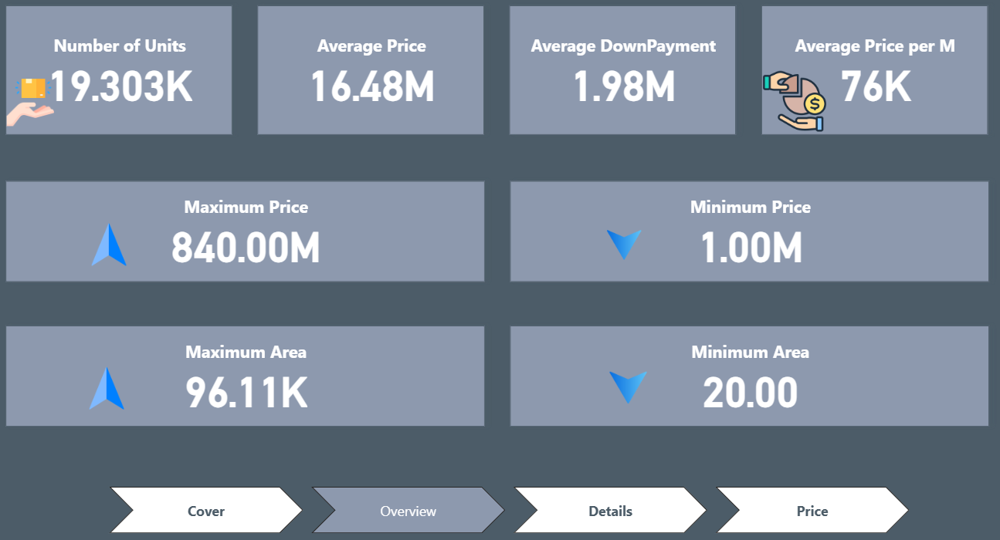 Number of Units
19.303K
Average Price
16.48M
Average DownPayment
1.98M
Average Price per M
76K
$
Maximum Price
840.00M
Minimum Price
1.00M
Maximum Area
96.11K
Minimum Area
20.00
Cover
Overview
Details
Price